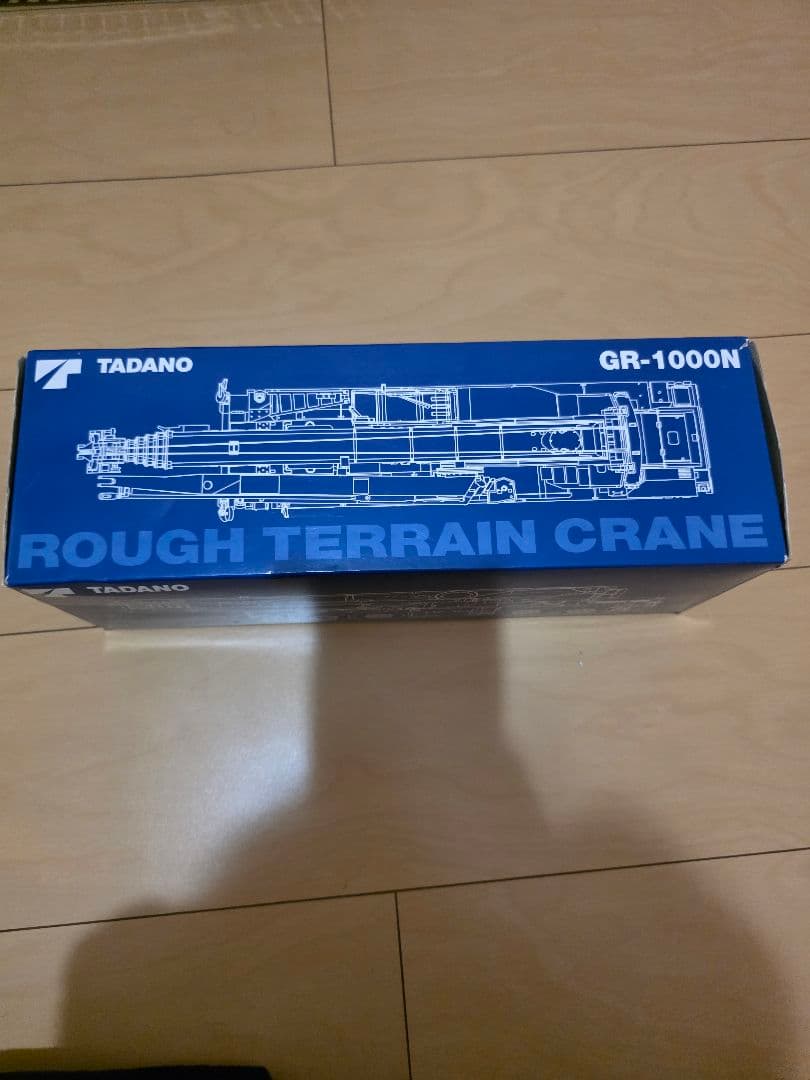 TADANO
GR-1000N
ROUGH TERRAIN CRANE
TADANO